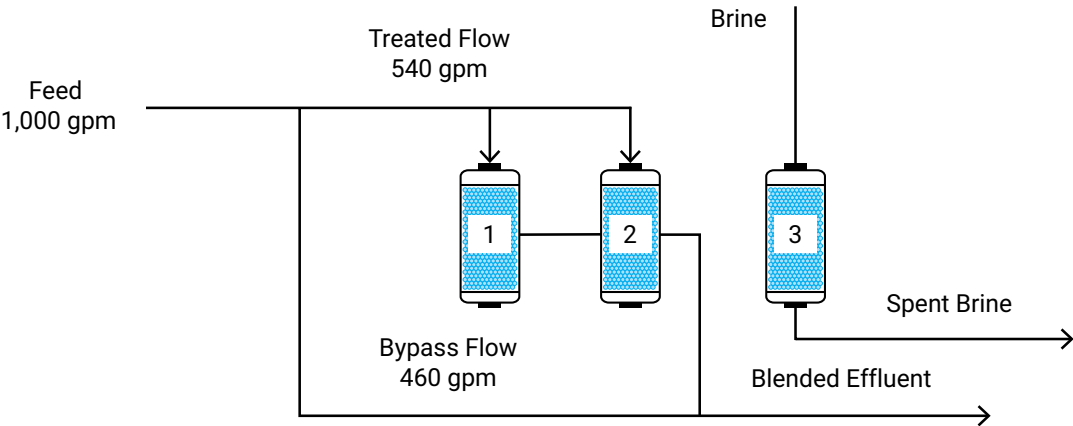 Brine
Treated Flow
540 gpm
Feed
1,000 gpm
1
2
3
Spent Brine
Bypass Flow
460 gpm
Blended Effluent